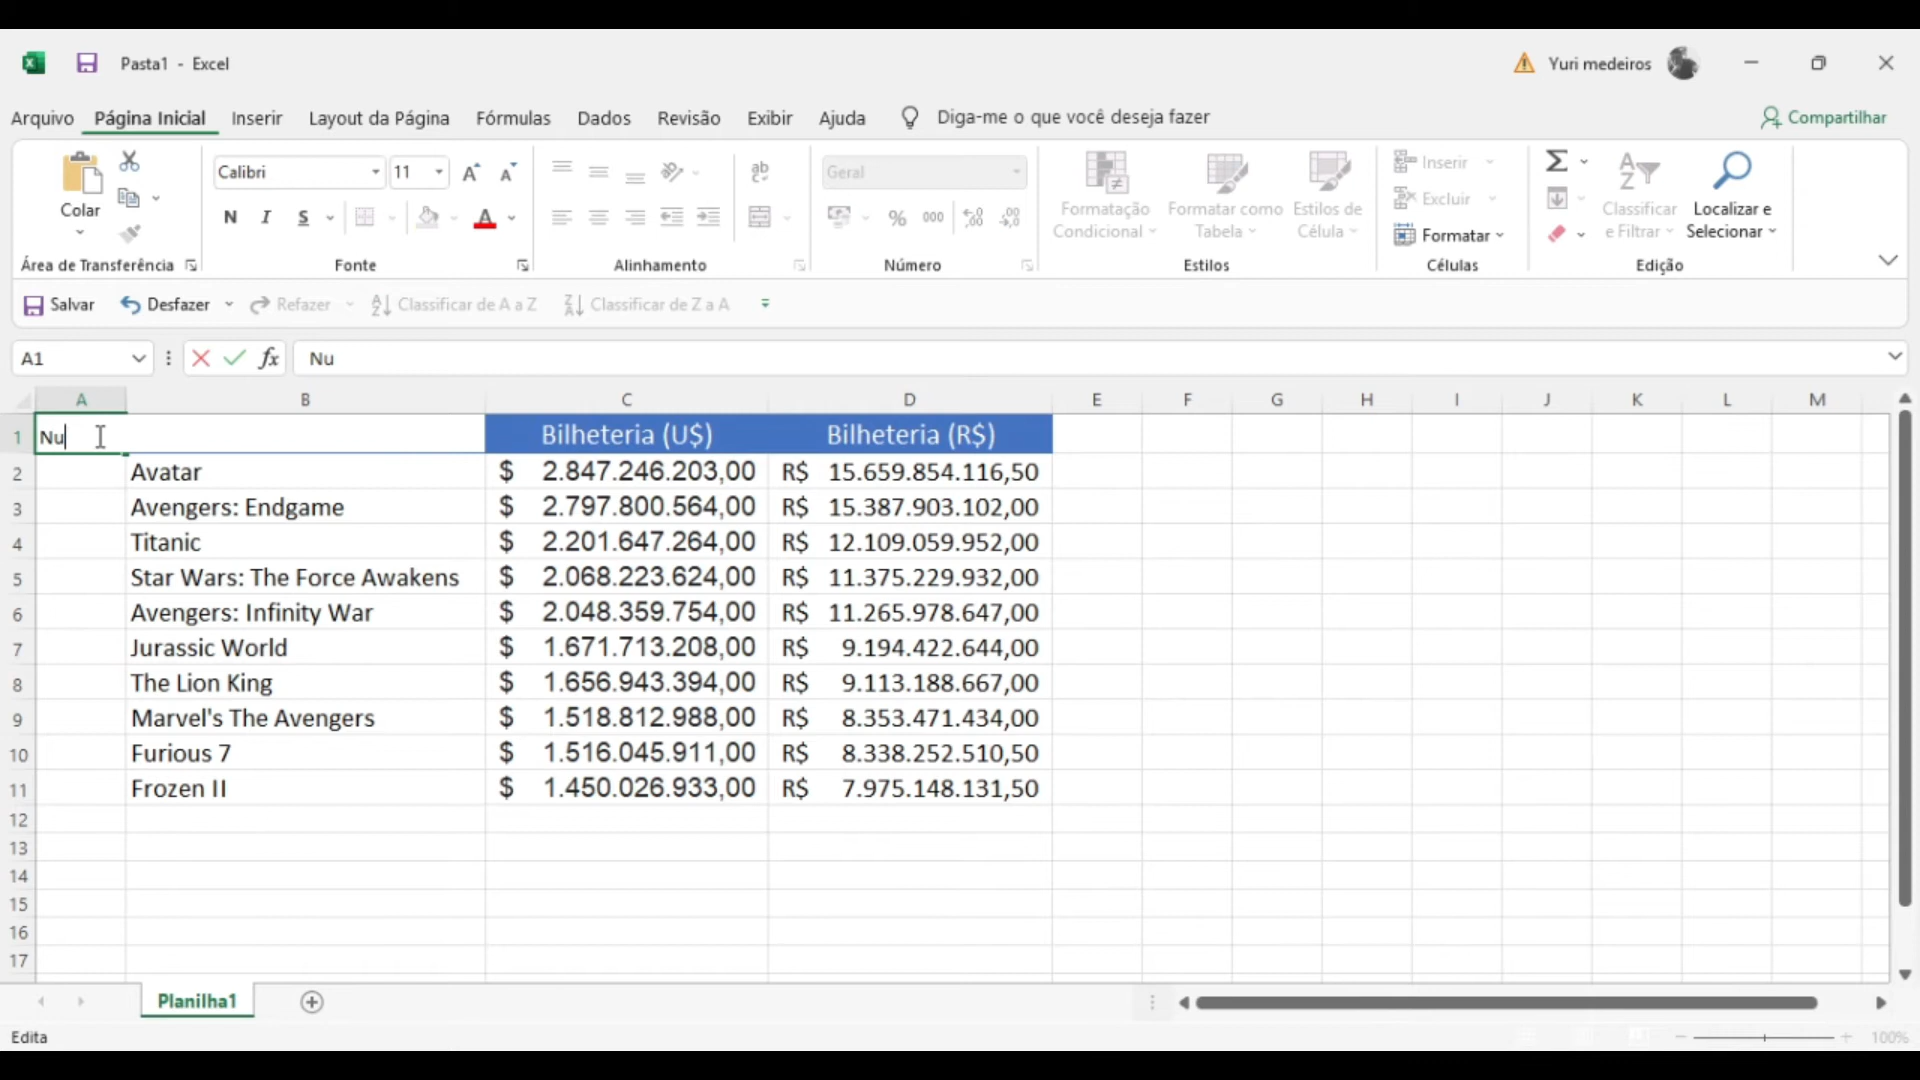 Pasta1 - Excel
Yuri medeiros
Arquivo Página Inicial Inserir Layout da Página Fórmulas Dados Revisão Exibir Ajuda Diga-me o que você deseja fazer Compartilhar
Colar
Calibri 11
N I S A
ab
Geral
% 000
Formatação Condicional
Formatar como Tabela
Estilos de Célula
Inserir
Excluir
Formatar
Classificar e Filtrar
Localizar e Selecionar
Área de Transferência Fonte Alinhamento Número Estilos Células Edição
Salvar Desfazer Refazer Classificar de A a Z Classificar de Z a A
A1 fx Nu
A B C D E F G H I J K L M
1 Nu Bilheteria (U$) Bilheteria (R$)
2 Avatar $ 2.847.246.203,00 R$ 15.659.854.116,50
3 Avengers: Endgame $ 2.797.800.564,00 R$ 15.387.903.102,00
4 Titanic $ 2.201.647.264,00 R$ 12.109.059.952,00
5 Star Wars: The Force Awakens $ 2.068.223.624,00 R$ 11.375.229.932,00
6 Avengers: Infinity War $ 2.048.359.754,00 R$ 11.265.978.647,00
7 Jurassic World $ 1.671.713.208,00 R$ 9.194.422.644,00
8 The Lion King $ 1.656.943.394,00 R$ 9.113.188.667,00
9 Marvel's The Avengers $ 1.518.812.988,00 R$ 8.353.471.434,00
10 Furious 7 $ 1.516.045.911,00 R$ 8.338.252.510,50
11 Frozen II $ 1.450.026.933,00 R$ 7.975.148.131,50
12
13
14
15
16
17
Planilha1
Edita 100%